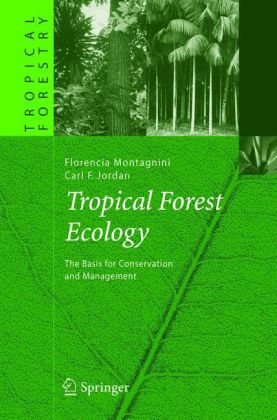 TROPICAL
FORESTRY
Florencia Montagnini
Carl F. Jordan
Tropical Forest
Ecology
The Basis for Conservation
and Management
Springer